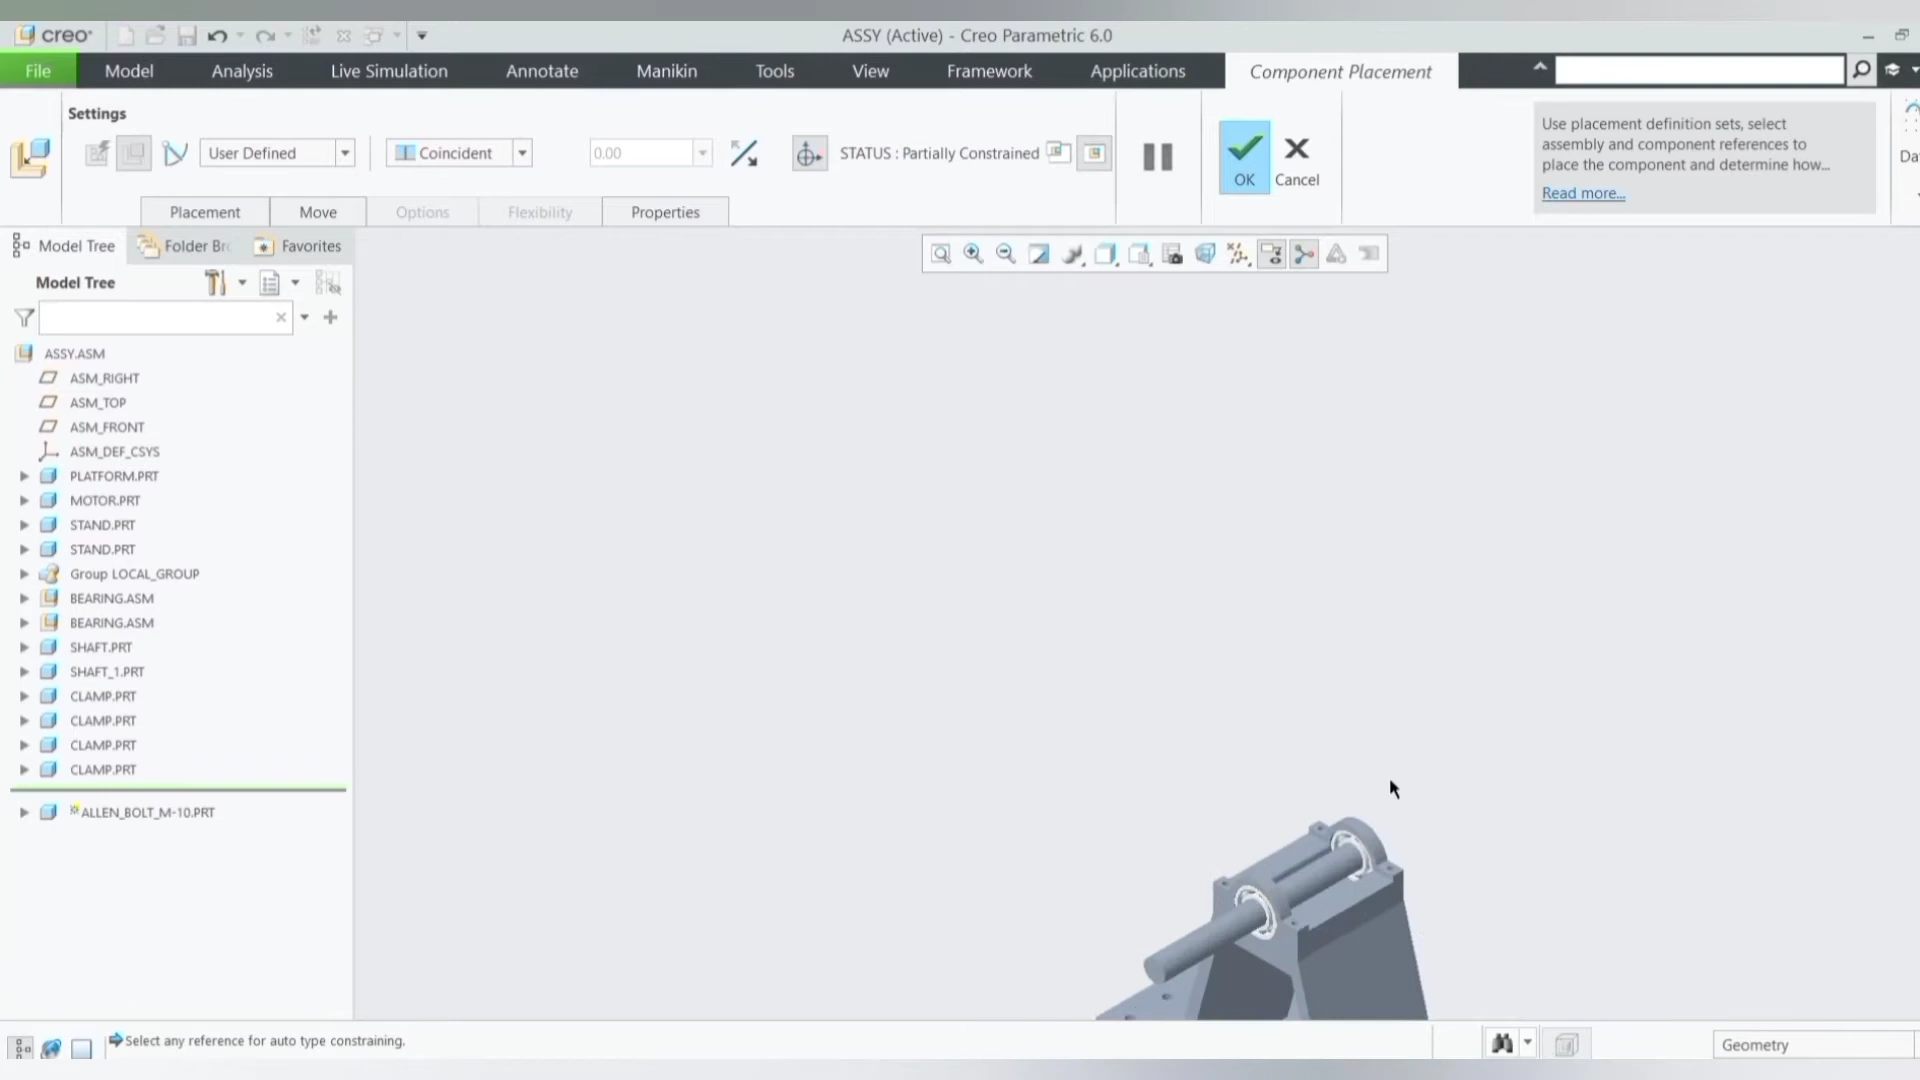 creo
ASSY (Active) - Creo Parametric 6.0
File
Model
Analysis
Live Simulation
Annotate
Manikin
Tools
View
Framework
Applications
Component Placement
Settings
User Defined
Coincident
0.00
STATUS : Partially Constrained
OK
Cancel
Use placement definition sets, select
assembly and component references to
place the component and determine how...
Read more...
Placement
Move
Options
Flexibility
Properties
Model Tree
Folder Br
Favorites
Model Tree
ASSY.ASM
ASM_RIGHT
ASM_TOP
ASM_FRONT
ASM_DEF_CSYS
PLATFORM.PRT
MOTOR.PRT
STAND.PRT
STAND.PRT
Group LOCAL_GROUP
BEARING.ASM
BEARING.ASM
SHAFT.PRT
SHAFT_1.PRT
CLAMP.PRT
CLAMP.PRT
CLAMP.PRT
CLAMP.PRT
ALLEN_BOLT_M-10.PRT
Select any reference for auto type constraining.
Geometry